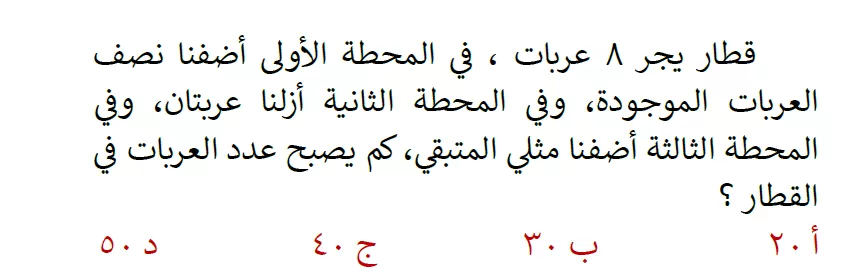 قطار يجر ٨ عربات ، في المحطة الأولى أضفنا نصف
العربات الموجودة، وفي المحطة الثانية أزلنا عربتان، وفي
المحطة الثالثة أضفنا مثلي المتبقي، كم يصبح عدد العربات في
القطار ؟
أ ٢٠ ب ٣٠ ج ٤٠ د ٥٠